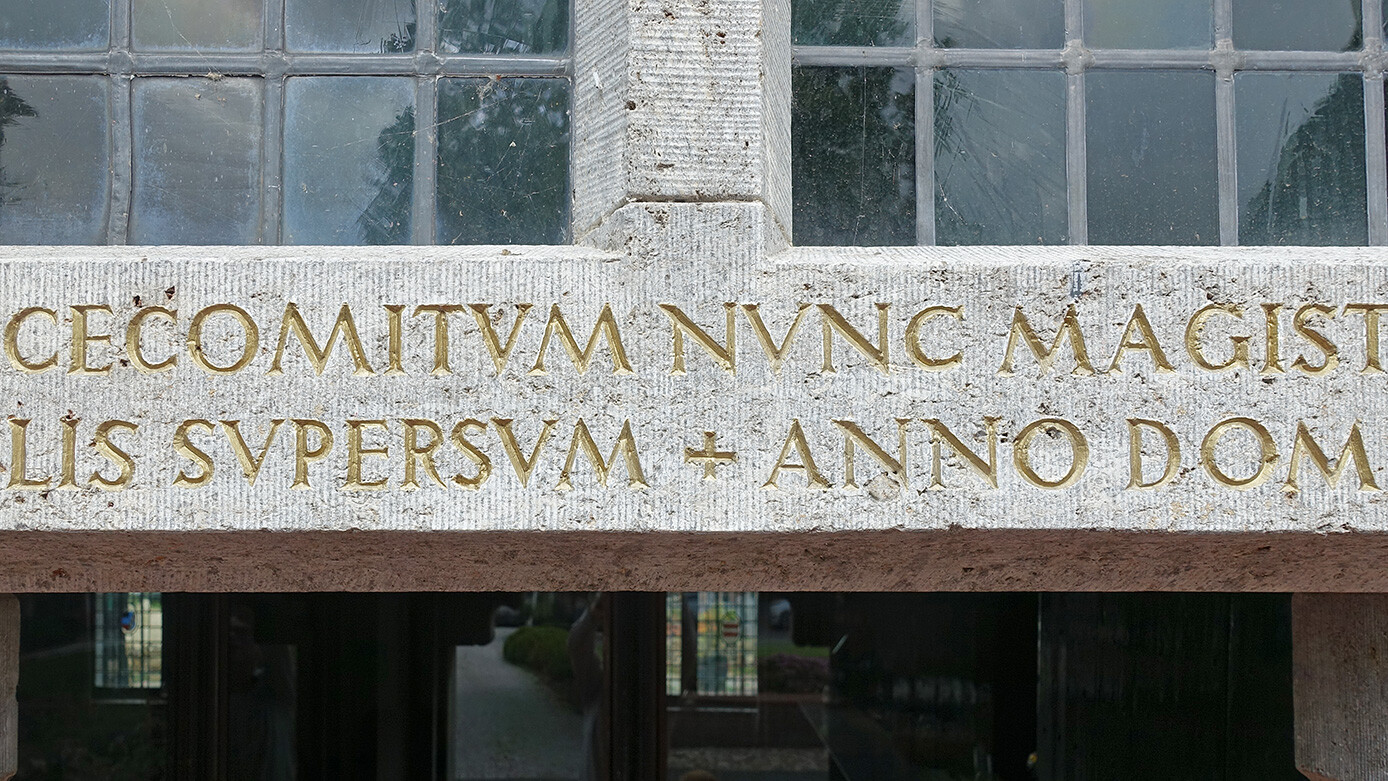 CECOMITVM NVNC MAGIST
LIS SVPERSVM + ANNO DOM